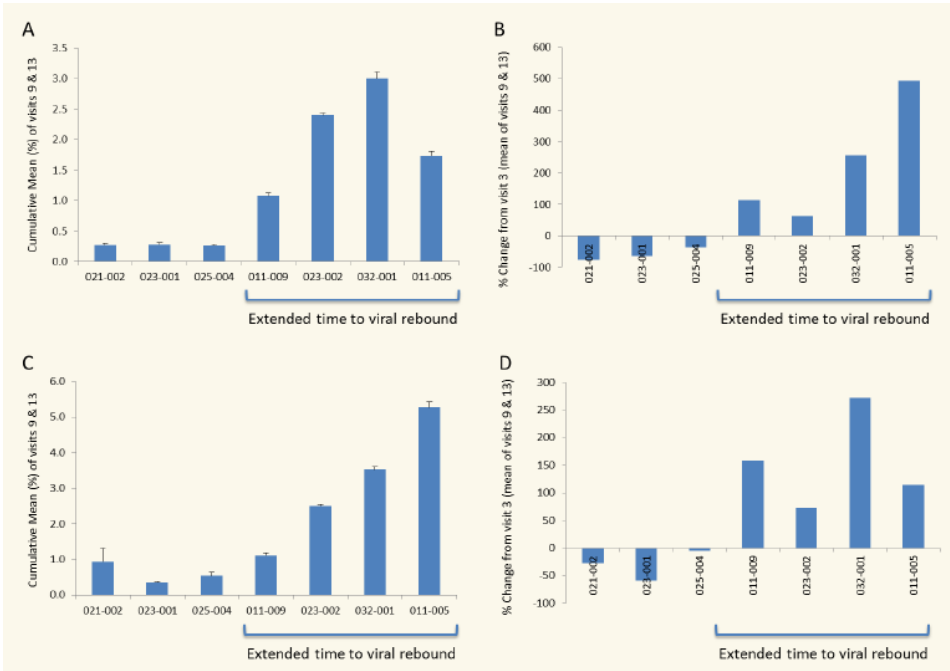 A
Cumulative Mean (%) of visits 9 & 13
3.5
3.0
2.5
2.0
1.5
1.0
0.5
0.0
021-002 023-001 025-004 011-009 023-002 032-001 011-005
Extended time to viral rebound
B
% Change from visit 3 (mean of visits 9 & 13)
600
500
400
300
200
100
0
-100
021-002 023-001 025-004 011-009 023-002 032-001 011-005
Extended time to viral rebound
C
Cumulative Mean (%) of visits 9 & 13
6.0
5.0
4.0
3.0
2.0
1.0
0.0
021-002 023-001 025-004 011-009 023-002 032-001 011-005
Extended time to viral rebound
D
% Change from visit 3 (mean of visits 9 & 13)
300
250
200
150
100
50
0
-50
-100
021-002 023-001 025-004 011-009 023-002 032-001 011-005
Extended time to viral rebound